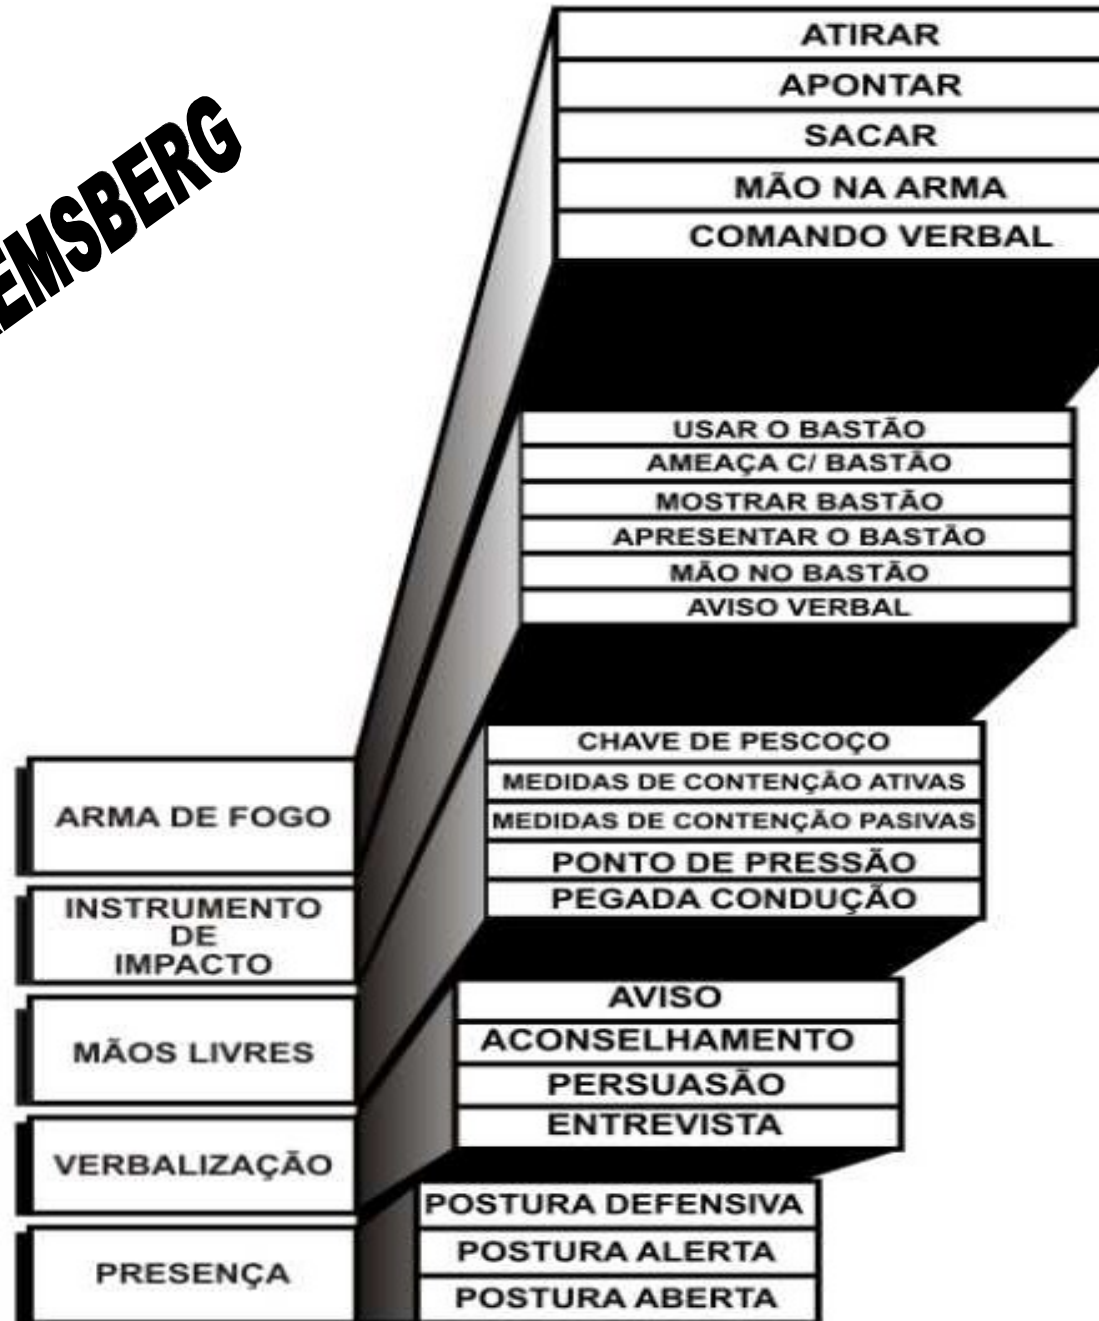 ATIRAR
APONTAR
SACAR
MÃO NA ARMA
COMANDO VERBAL
USAR O BASTÃO
AMEAÇA C/ BASTÃO
MOSTRAR BASTÃO
APRESENTAR O BASTÃO
MÃO NO BASTÃO
AVISO VERBAL
CHAVE DE PESCOÇO
MEDIDAS DE CONTENÇÃO ATIVAS
MEDIDAS DE CONTENÇÃO PASIVAS
PONTO DE PRESSÃO
PEGADA CONDUÇÃO
AVISO
ACONSELHAMENTO
PERSUASÃO
ENTREVISTA
POSTURA DEFENSIVA
POSTURA ALERTA
POSTURA ABERTA
ARMA DE FOGO
INSTRUMENTO
DE
IMPACTO
MÃOS LIVRES
VERBALIZAÇÃO
PRESENÇA